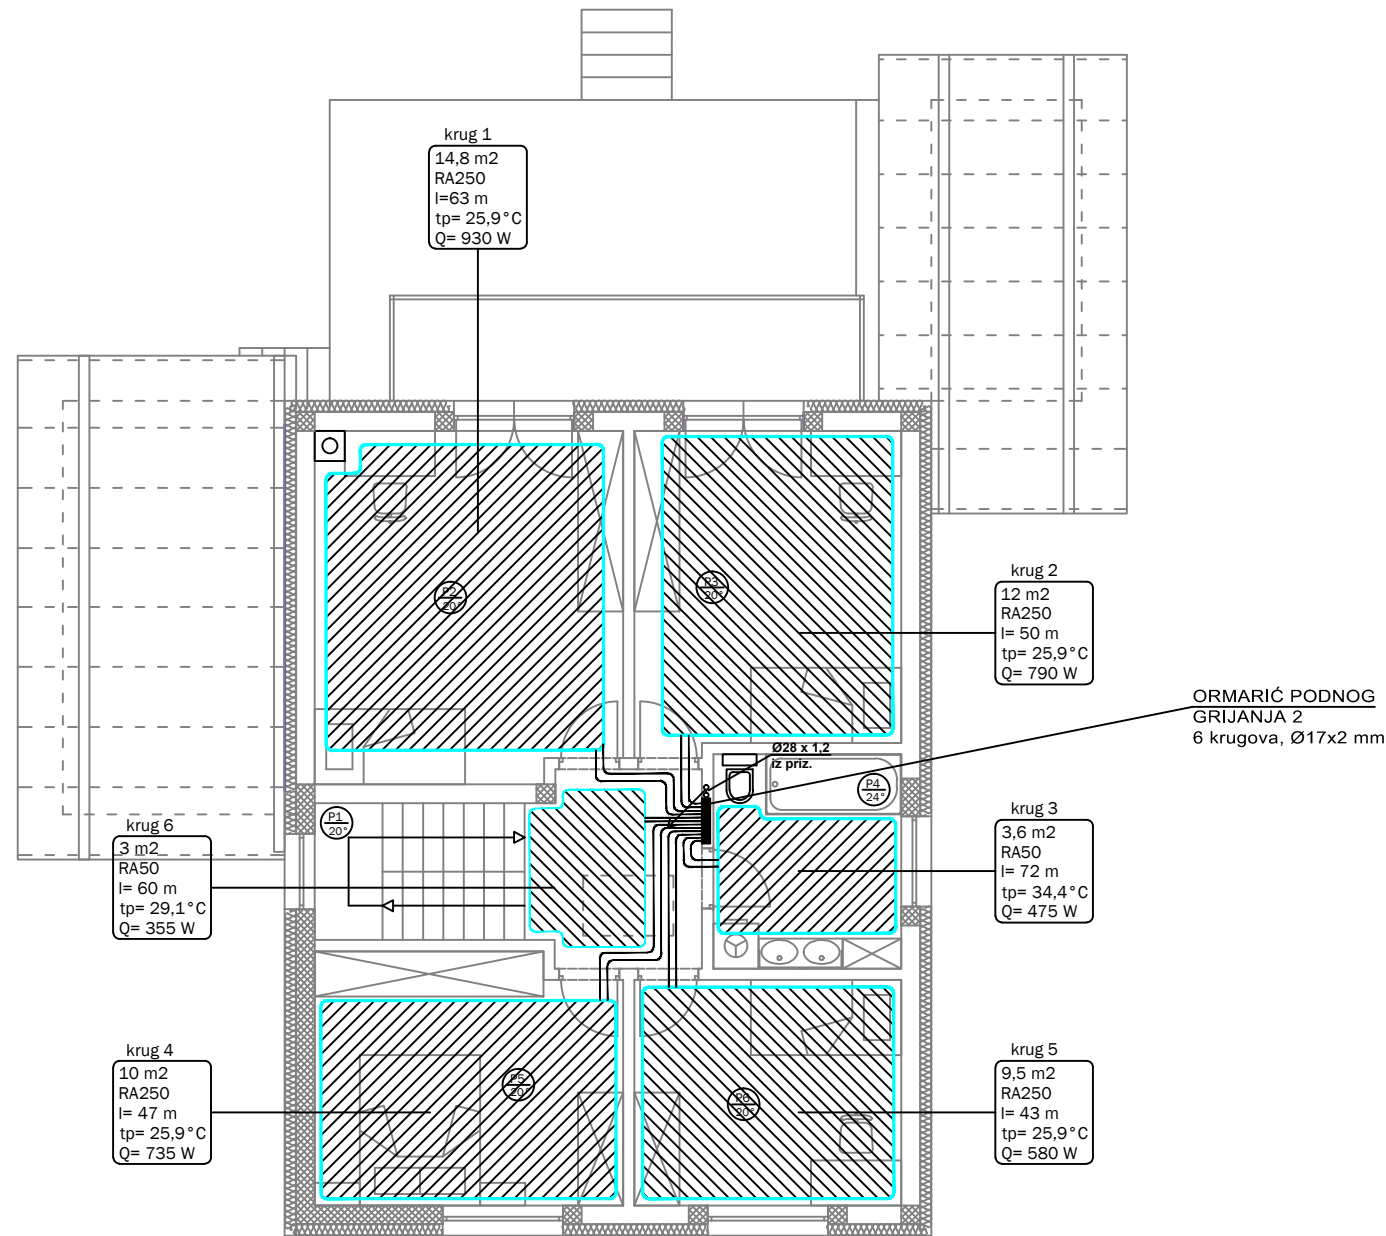 krug 1
14,8 m2
RA250
l=63 m
tp= 25,9°C
Q= 930 W
P2
20°
P3
20°
krug 2
12 m2
RA250
l= 50 m
tp= 25,9°C
Q= 790 W
ORMARIĆ PODNOG
GRIJANJA 2
6 krugova, Ø17x2 mm
Ø28 x 1,2
iz priz.
P4
24°
P1
20°
krug 6
3 m2
RA50
l= 60 m
tp= 29,1°C
Q= 355 W
krug 3
3,6 m2
RA50
l= 72 m
tp= 34,4°C
Q= 475 W
krug 4
10 m2
RA250
l= 47 m
tp= 25,9°C
Q= 735 W
P5
20°
P6
20°
krug 5
9,5 m2
RA250
l= 43 m
tp= 25,9°C
Q= 580 W